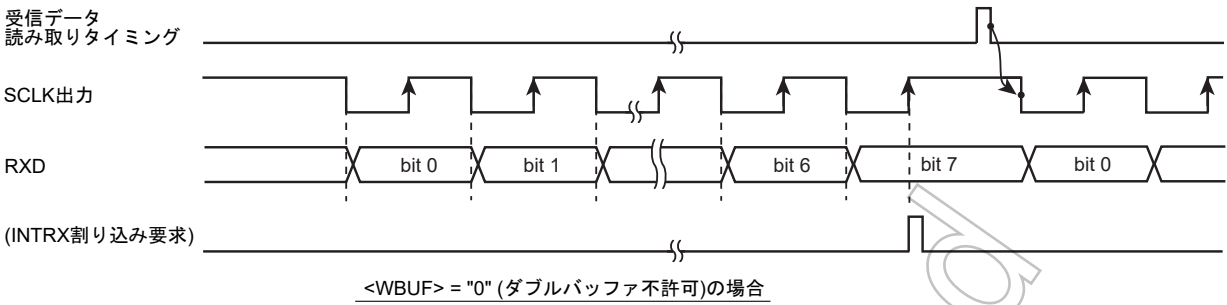 受信データ
読み取りタイミング
SCLK出力
RXD
bit 0
bit 1
bit 6
bit 7
bit 0
(INTRX割り込み要求)
<WBUF> = "0" (ダブルバッファ不許可)の場合